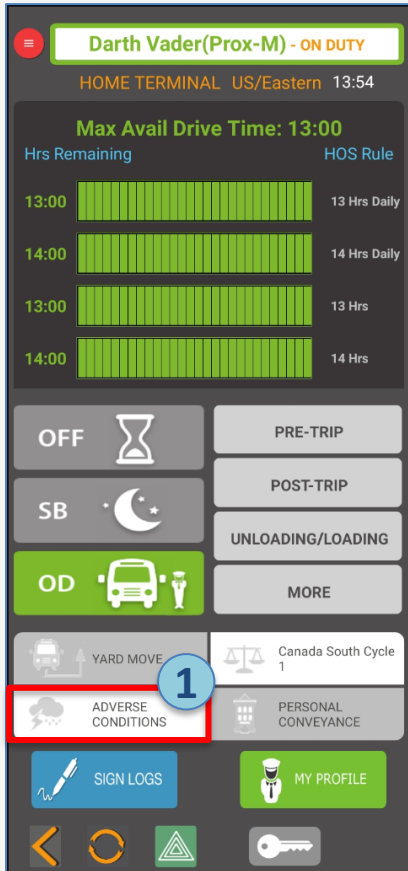 Darth Vader(Prox-M) - ON DUTY
HOME TERMINAL US/Eastern 13:54
Max Avail Drive Time: 13:00
Hrs Remaining HOS Rule
13:00 13 Hrs Daily
14:00 14 Hrs Daily
13:00 13 Hrs
14:00 14 Hrs
OFF
PRE-TRIP
POST-TRIP
SB
UNLOADING/LOADING
OD
MORE
YARD MOVE
Canada South Cycle
1
1
ADVERSE
CONDITIONS
PERSONAL
CONVEYANCE
SIGN LOGS
MY PROFILE